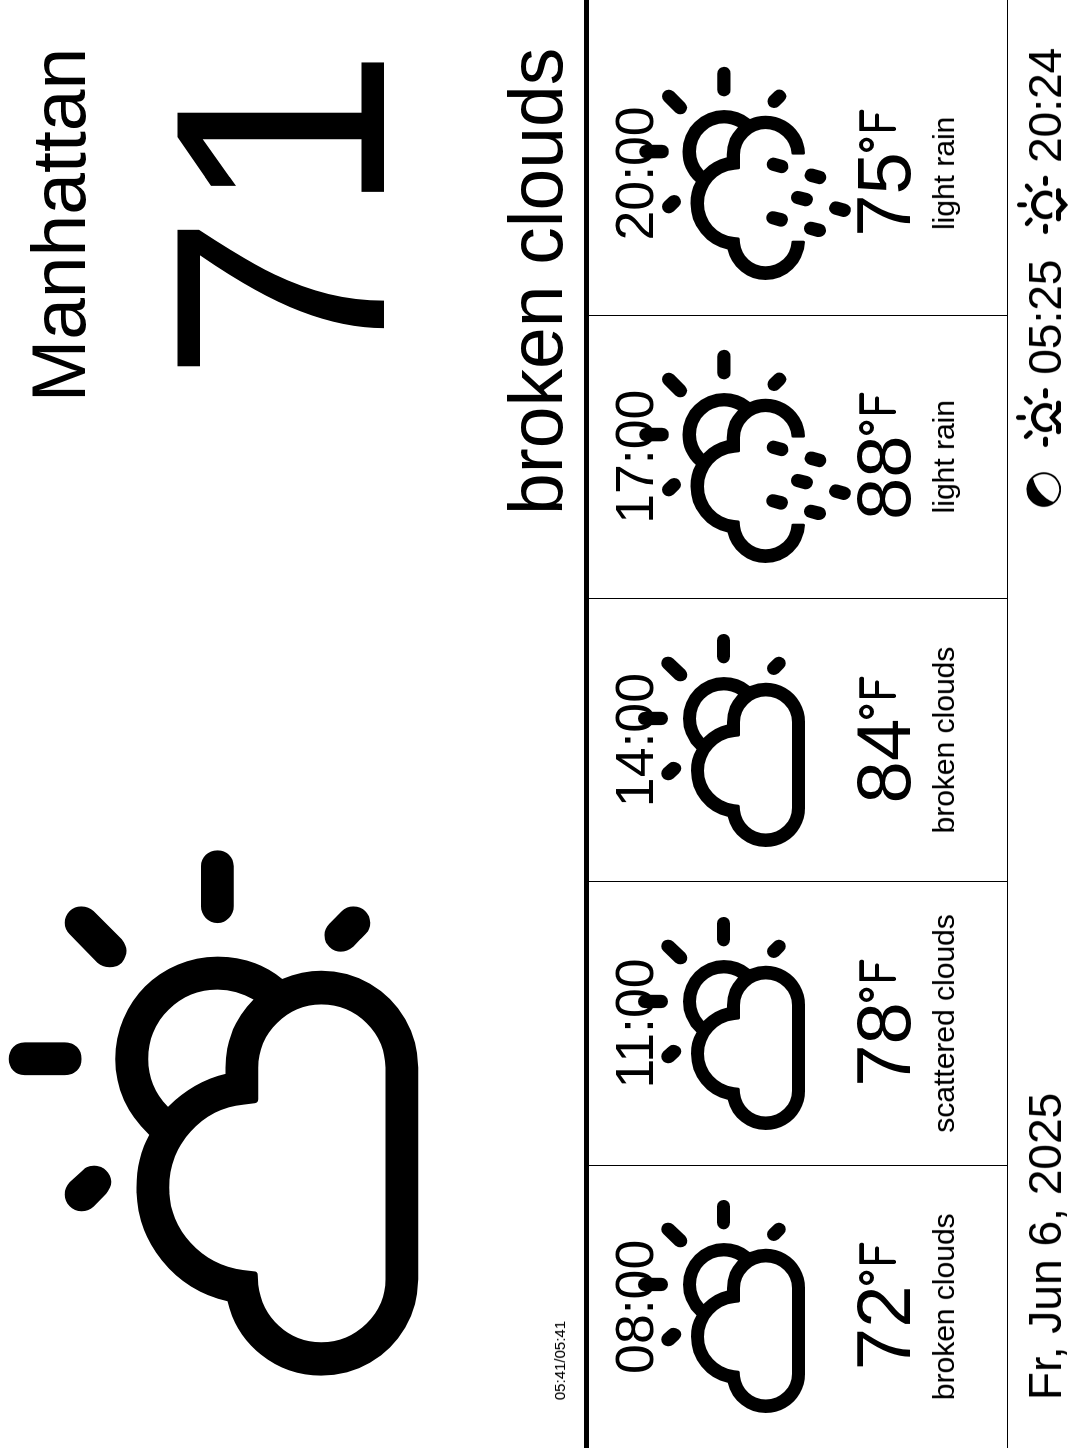 Manhattan
71
broken clouds
05:41/05:41
08:00 11:00 14:00 17:00 20:00
72°F 78°F 84°F 88°F 75°F
broken clouds scattered clouds broken clouds light rain light rain
Fr, Jun 6, 2025 05:25 20:24